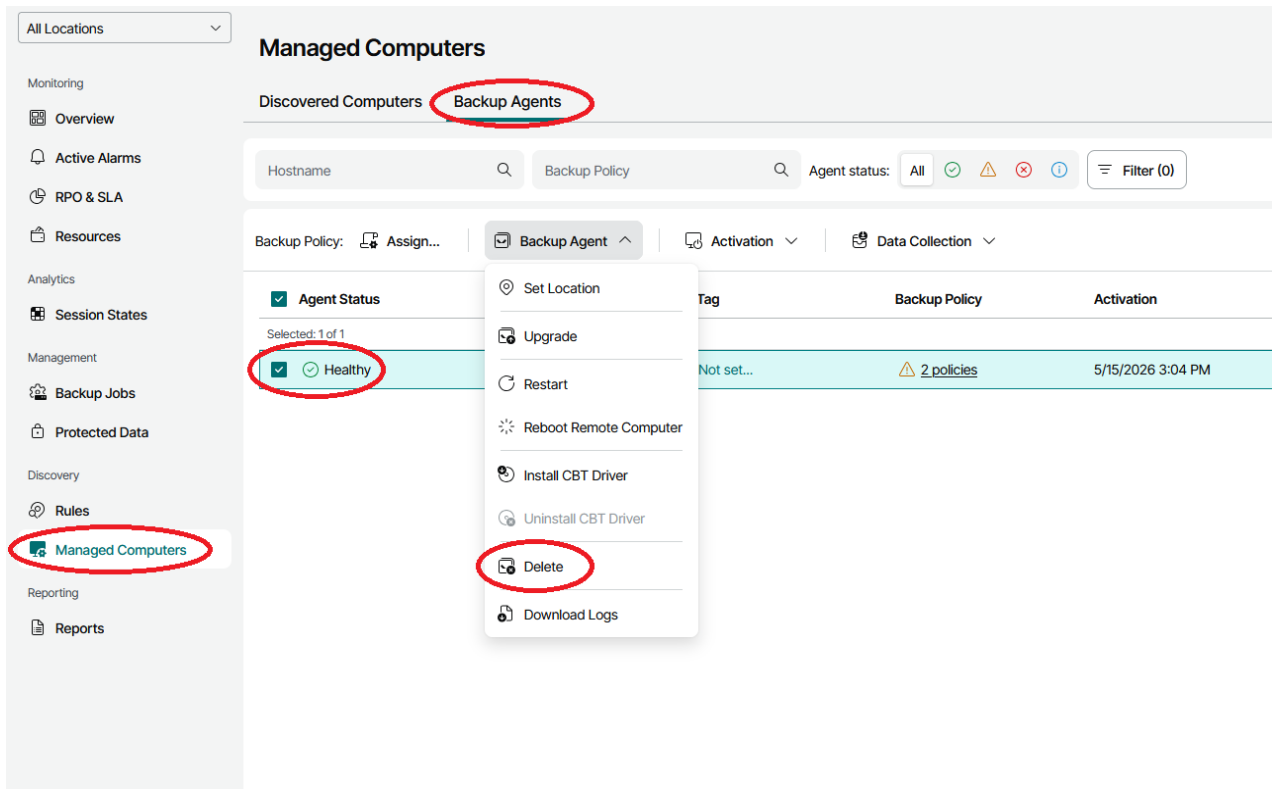 All Locations
Monitoring
Overview
Active Alarms
RPO & SLA
Resources
Analytics
Session States
Management
Backup Jobs
Protected Data
Discovery
Rules
Managed Computers
Reporting
Reports
Managed Computers
Discovered Computers Backup Agents
Hostname Backup Policy Agent status: All Filter (0)
Backup Policy: Assign... Backup Agent Activation Data Collection
Agent Status Tag Backup Policy Activation
Selected: 1 of 1
Healthy Not set... 2 policies 5/15/2026 3:04 PM
Set Location
Upgrade
Restart
Reboot Remote Computer
Install CBT Driver
Uninstall CBT Driver
Delete
Download Logs